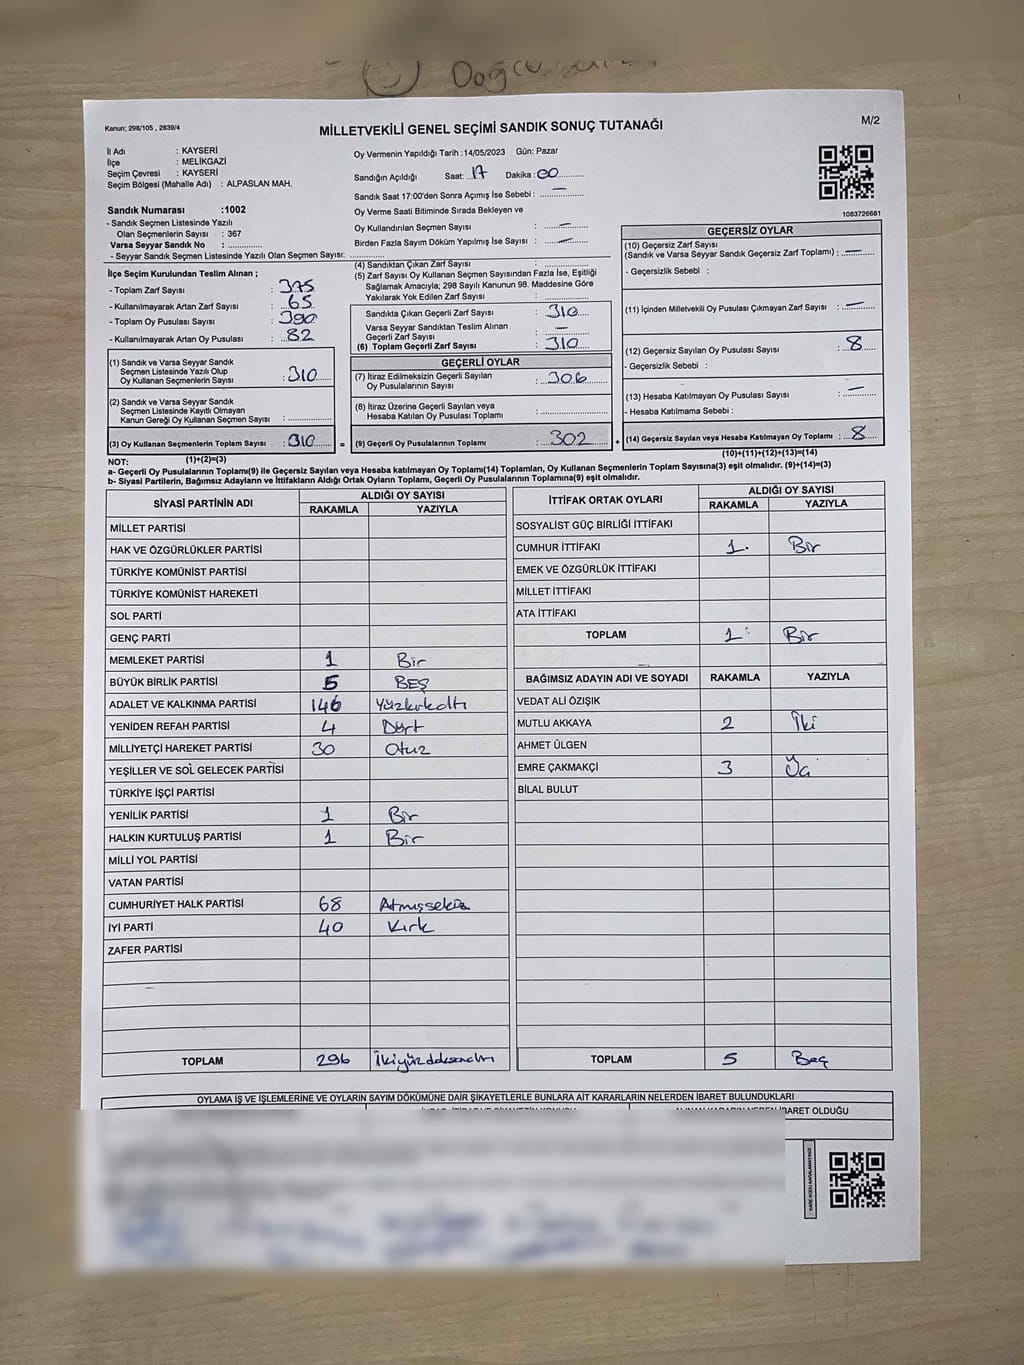 Kanun; 298/105 , 2839/4
MİLLETVEKİLİ GENEL SEÇİMİ SANDIK SONUÇ TUTANAĞI
M/2
İl Adı : KAYSERİ
İlçe : MELİKGAZİ
Seçim Çevresi : KAYSERİ
Seçim Bölgesi (Mahalle Adı) : ALPASLAN MAH.
Sandık Numarası :1002
- Sandık Seçmen Listesinde Yazılı
Olan Seçmenlerin Sayısı : 367
Varsa Seyyar Sandık No : ............
- Seyyar Sandık Seçmen Listesinde Yazılı Olan Seçmen Sayısı: ............
Oy Vermenin Yapıldığı Tarih :14/05/2023 Gün: Pazar
Sandığın Açıldığı Saat: 17 Dakika : 00
Sandık Saat 17:00'den Sonra Açımış İse Sebebi : —
Oy Verme Saati Bitiminde Sırada Bekleyen ve
Oy Kullandırılan Seçmen Sayısı : —
Birden Fazla Sayım Döküm Yapılmış İse Sayısı : —
1083726681
İlçe Seçim Kurulundan Teslim Alınan ;
- Toplam Zarf Sayısı : 375
- Kullanılmayarak Artan Zarf Sayısı : 65
- Toplam Oy Pusulası Sayısı : 390
- Kullanılmayarak Artan Oy Pusulası : 82
(1) Sandık ve Varsa Seyyar Sandık
Seçmen Listesinde Yazılı Olup
Oy Kullanan Seçmenlerin Sayısı : 310
(2) Sandık ve Varsa Seyyar Sandık
Seçmen Listesinde Kayıtlı Olmayan
Kanun Gereği Oy Kullanan Seçmen Sayısı : ............
(3) Oy Kullanan Seçmenlerin Toplam Sayısı : 310
(1)+(2)=(3)
(4) Sandıktan Çıkan Zarf Sayısı : ............
(5) Zarf Sayısı Oy Kullanan Seçmen Sayısından Fazla İse, Eşitliği
Sağlamak Amacıyla; 298 Sayılı Kanunun 98. Maddesine Göre
Yakılarak Yok Edilen Zarf Sayısı : ............
Sandıkta Çıkan Geçerli Zarf Sayısı : 310
Varsa Seyyar Sandıktan Teslim Alınan
Geçerli Zarf Sayısı : —
(6) Toplam Geçerli Zarf Sayısı : 310
GEÇERLİ OYLAR
(7) İtiraz Edilmeksizin Geçerli Sayılan
Oy Pusulalarının Sayısı : 306
(8) İtiraz Üzerine Geçerli Sayılan veya
Hesaba Katılan Oy Pusulası Toplamı : ............
= (9) Geçerli Oy Pusulalarının Toplamı : 302
GEÇERSİZ OYLAR
(10) Geçersiz Zarf Sayısı
(Sandık ve Varsa Seyyar Sandık Geçersiz Zarf Toplamı) : —
- Geçersizlik Sebebi :
(11) İçinden Milletvekili Oy Pusulası Çıkmayan Zarf Sayısı : —
(12) Geçersiz Sayılan Oy Pusulası Sayısı : 8
- Geçersizlik Sebebi :
(13) Hesaba Katılmayan Oy Pusulası Sayısı : —
- Hesaba Katılmama Sebebi :
+ (14) Geçersiz Sayılan veya Hesaba Katılmayan Oy Toplamı : 8
(10)+(11)+(12)+(13)=(14)
NOT:
a- Geçerli Oy Pusulalarının Toplamı(9) ile Geçersiz Sayılan veya Hesaba katılmayan Oy Toplamı(14) Toplamları, Oy Kullanan Seçmenlerin Toplam Sayısına(3) eşit olmalıdır. (9)+(14)=(3)
b- Siyasi Partilerin, Bağımsız Adayların ve İttifakların Aldığı Ortak Oyların Toplamı, Geçerli Oy Pusulalarının Toplamına(9) eşit olmalıdır.
SİYASİ PARTİNİN ADI ALDIĞI OY SAYISI
RAKAMLA YAZIYLA
MİLLET PARTİSİ
HAK VE ÖZGÜRLÜKLER PARTİSİ
TÜRKİYE KOMÜNİST PARTİSİ
TÜRKİYE KOMÜNİST HAREKETİ
SOL PARTİ
GENÇ PARTİ
MEMLEKET PARTİSİ 1 Bir
BÜYÜK BİRLİK PARTİSİ 5 BEŞ
ADALET VE KALKINMA PARTİSİ 146 Yüzkırkaltı
YENİDEN REFAH PARTİSİ 4 Dört
MİLLİYETÇİ HAREKET PARTİSİ 30 Otuz
YEŞİLLER VE SOL GELECEK PARTİSİ
TÜRKİYE İŞÇİ PARTİSİ
YENİLİK PARTİSİ 1 Bir
HALKIN KURTULUŞ PARTİSİ 1 Bir
MİLLİ YOL PARTİSİ
VATAN PARTİSİ
CUMHURİYET HALK PARTİSİ 68 Atmışsekiz
İYİ PARTİ 40 Kırk
ZAFER PARTİSİ
TOPLAM 296
İTTİFAK ORTAK OYLARI ALDIĞI OY SAYISI
RAKAMLA YAZIYLA
SOSYALİST GÜÇ BİRLİĞİ İTTİFAKI
CUMHUR İTTİFAKI 1. Bir
EMEK VE ÖZGÜRLÜK İTTİFAKI
MİLLET İTTİFAKI
ATA İTTİFAKI
TOPLAM 1 Bir
BAĞIMSIZ ADAYIN ADI VE SOYADI RAKAMLA YAZIYLA
VEDAT ALİ ÖZIŞIK
MUTLU AKKAYA 2 İki
AHMET ÜLGEN
EMRE ÇAKMAKÇİ 3 Üç
BİLAL BULUT
TOPLAM 5 Beş
OYLAMA İŞ VE İŞLEMLERİNE VE OYLARIN SAYIM DÖKÜMÜNE DAİR ŞİKAYETLERLE BUNLARA AİT KARARLARIN NELERDEN İBARET BULUNDUKLARI